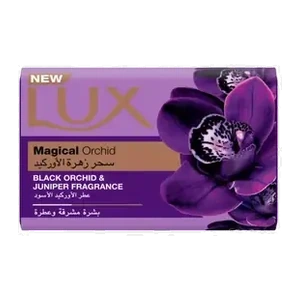 NEW
LUX
Magical Orchid
سحر زهرة الأوركيد
BLACK ORCHID &
JUNIPER FRAGRANCE
عطر الأوركيد الأسود
بشرة مشرقة وعطرة